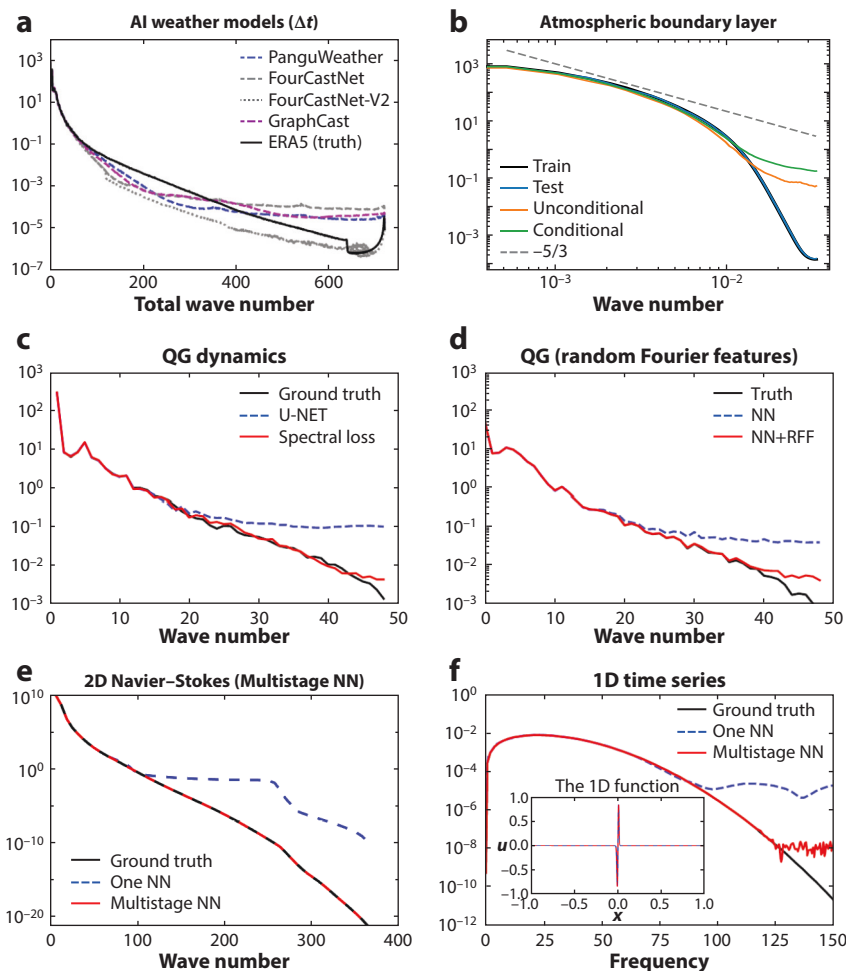 a AI weather models (Δt)
10⁵
10³
10¹
10⁻¹
10⁻³
10⁻⁵
10⁻⁷
PanguWeather
FourCastNet
FourCastNet-V2
GraphCast
ERA5 (truth)
0 200 400 600
Total wave number
b Atmospheric boundary layer
10³
10¹
10⁻¹
10⁻⁴
Train
Test
Unconditional
Conditional
−5/3
10⁻³ 10⁻²
Wave number
c QG dynamics
10³
10²
10¹
10⁰
10⁻¹
10⁻²
10⁻³
Ground truth
U-NET
Spectral loss
0 10 20 30 40 50
Wave number
d QG (random Fourier features)
10³
10²
10¹
10⁰
10⁻¹
10⁻²
10⁻³
Truth
NN
NN+RFF
0 10 20 30 40 50
Wave number
e 2D Navier–Stokes (Multistage NN)
10¹⁰
10⁰
10⁻¹⁰
10⁻²⁰
Ground truth
One NN
Multistage NN
0 100 200 300 400
Wave number
f 1D time series
10⁰
10⁻²
10⁻⁴
10⁻⁶
10⁻⁸
10⁻¹⁰
10⁻¹²
Ground truth
One NN
Multistage NN
The 1D function
1.0
0.5
u 0.0
−0.5
−1.0
−1.0 −0.5 0.0 0.5 1.0
x
0 25 50 75 100 125 150
Frequency